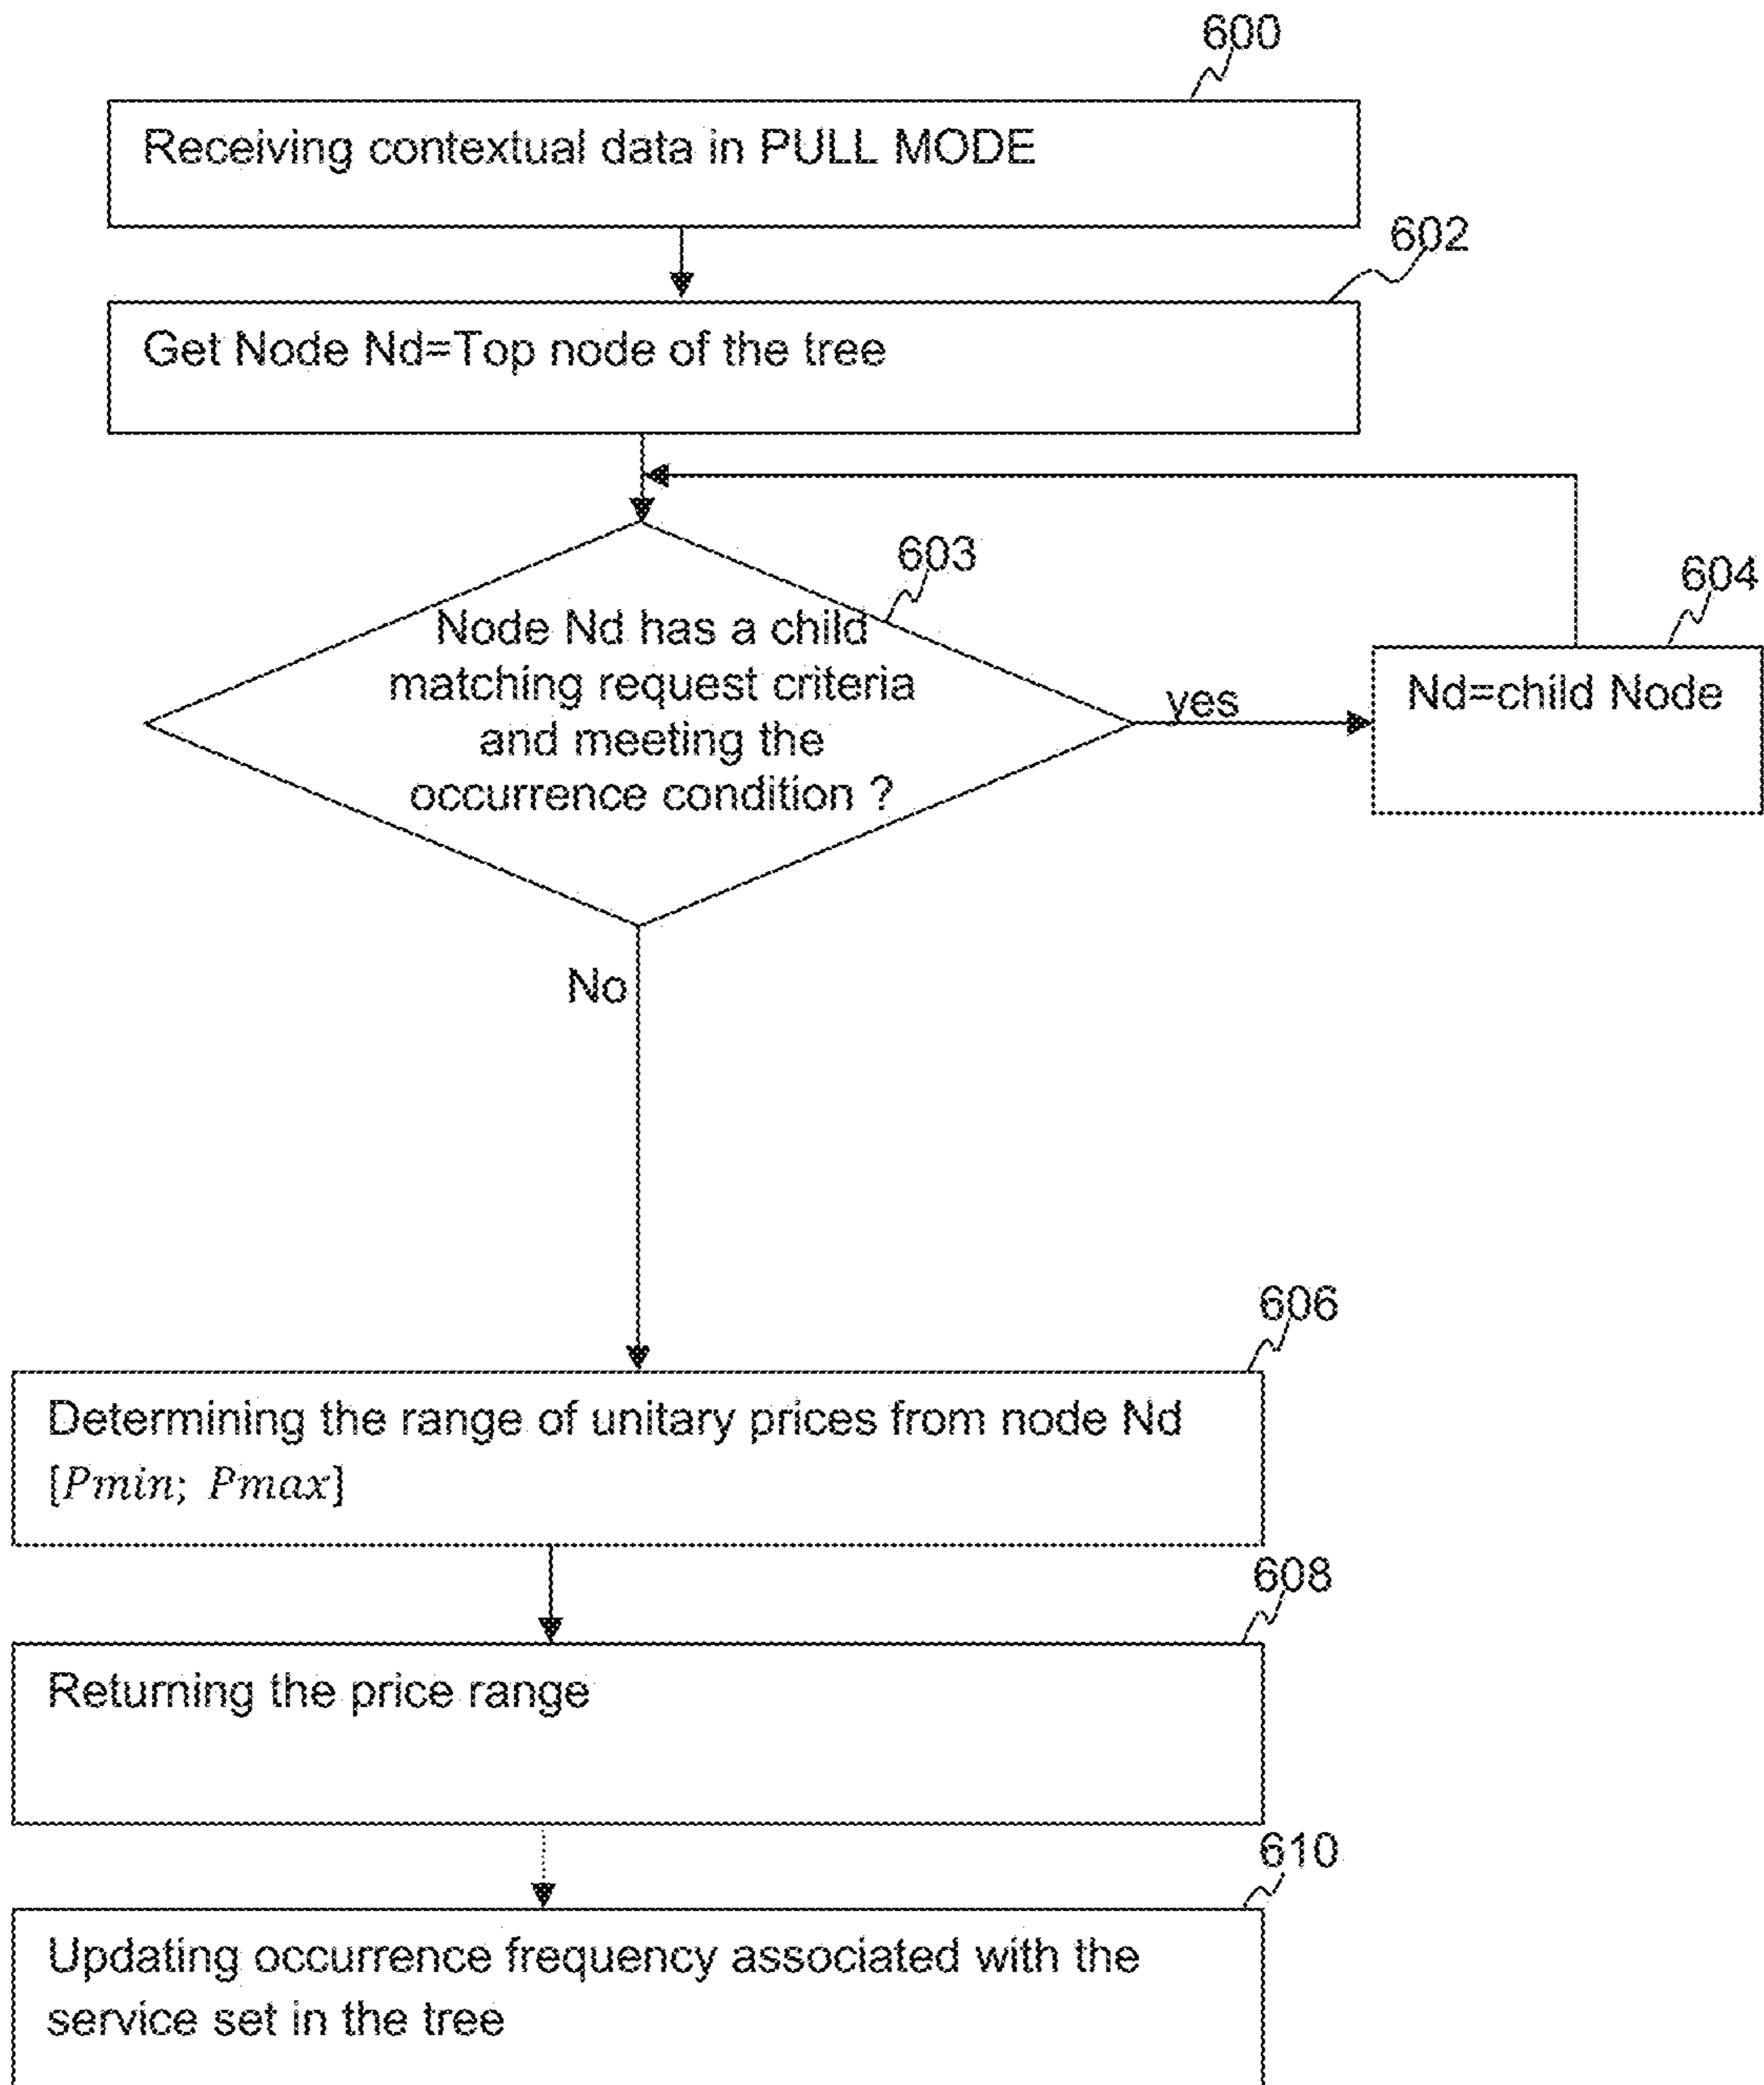 600
Receiving contextual data in PULL MODE
602
Get Node Nd=Top node of the tree
603
604
Node Nd has a child
matching request criteria
and meeting the
occurrence condition ?
yes
Nd=child Node
No
606
Determining the range of unitary prices from node Nd
[Pmin; Pmax]
608
Returning the price range
610
Updating occurrence frequency associated with the
service set in the tree